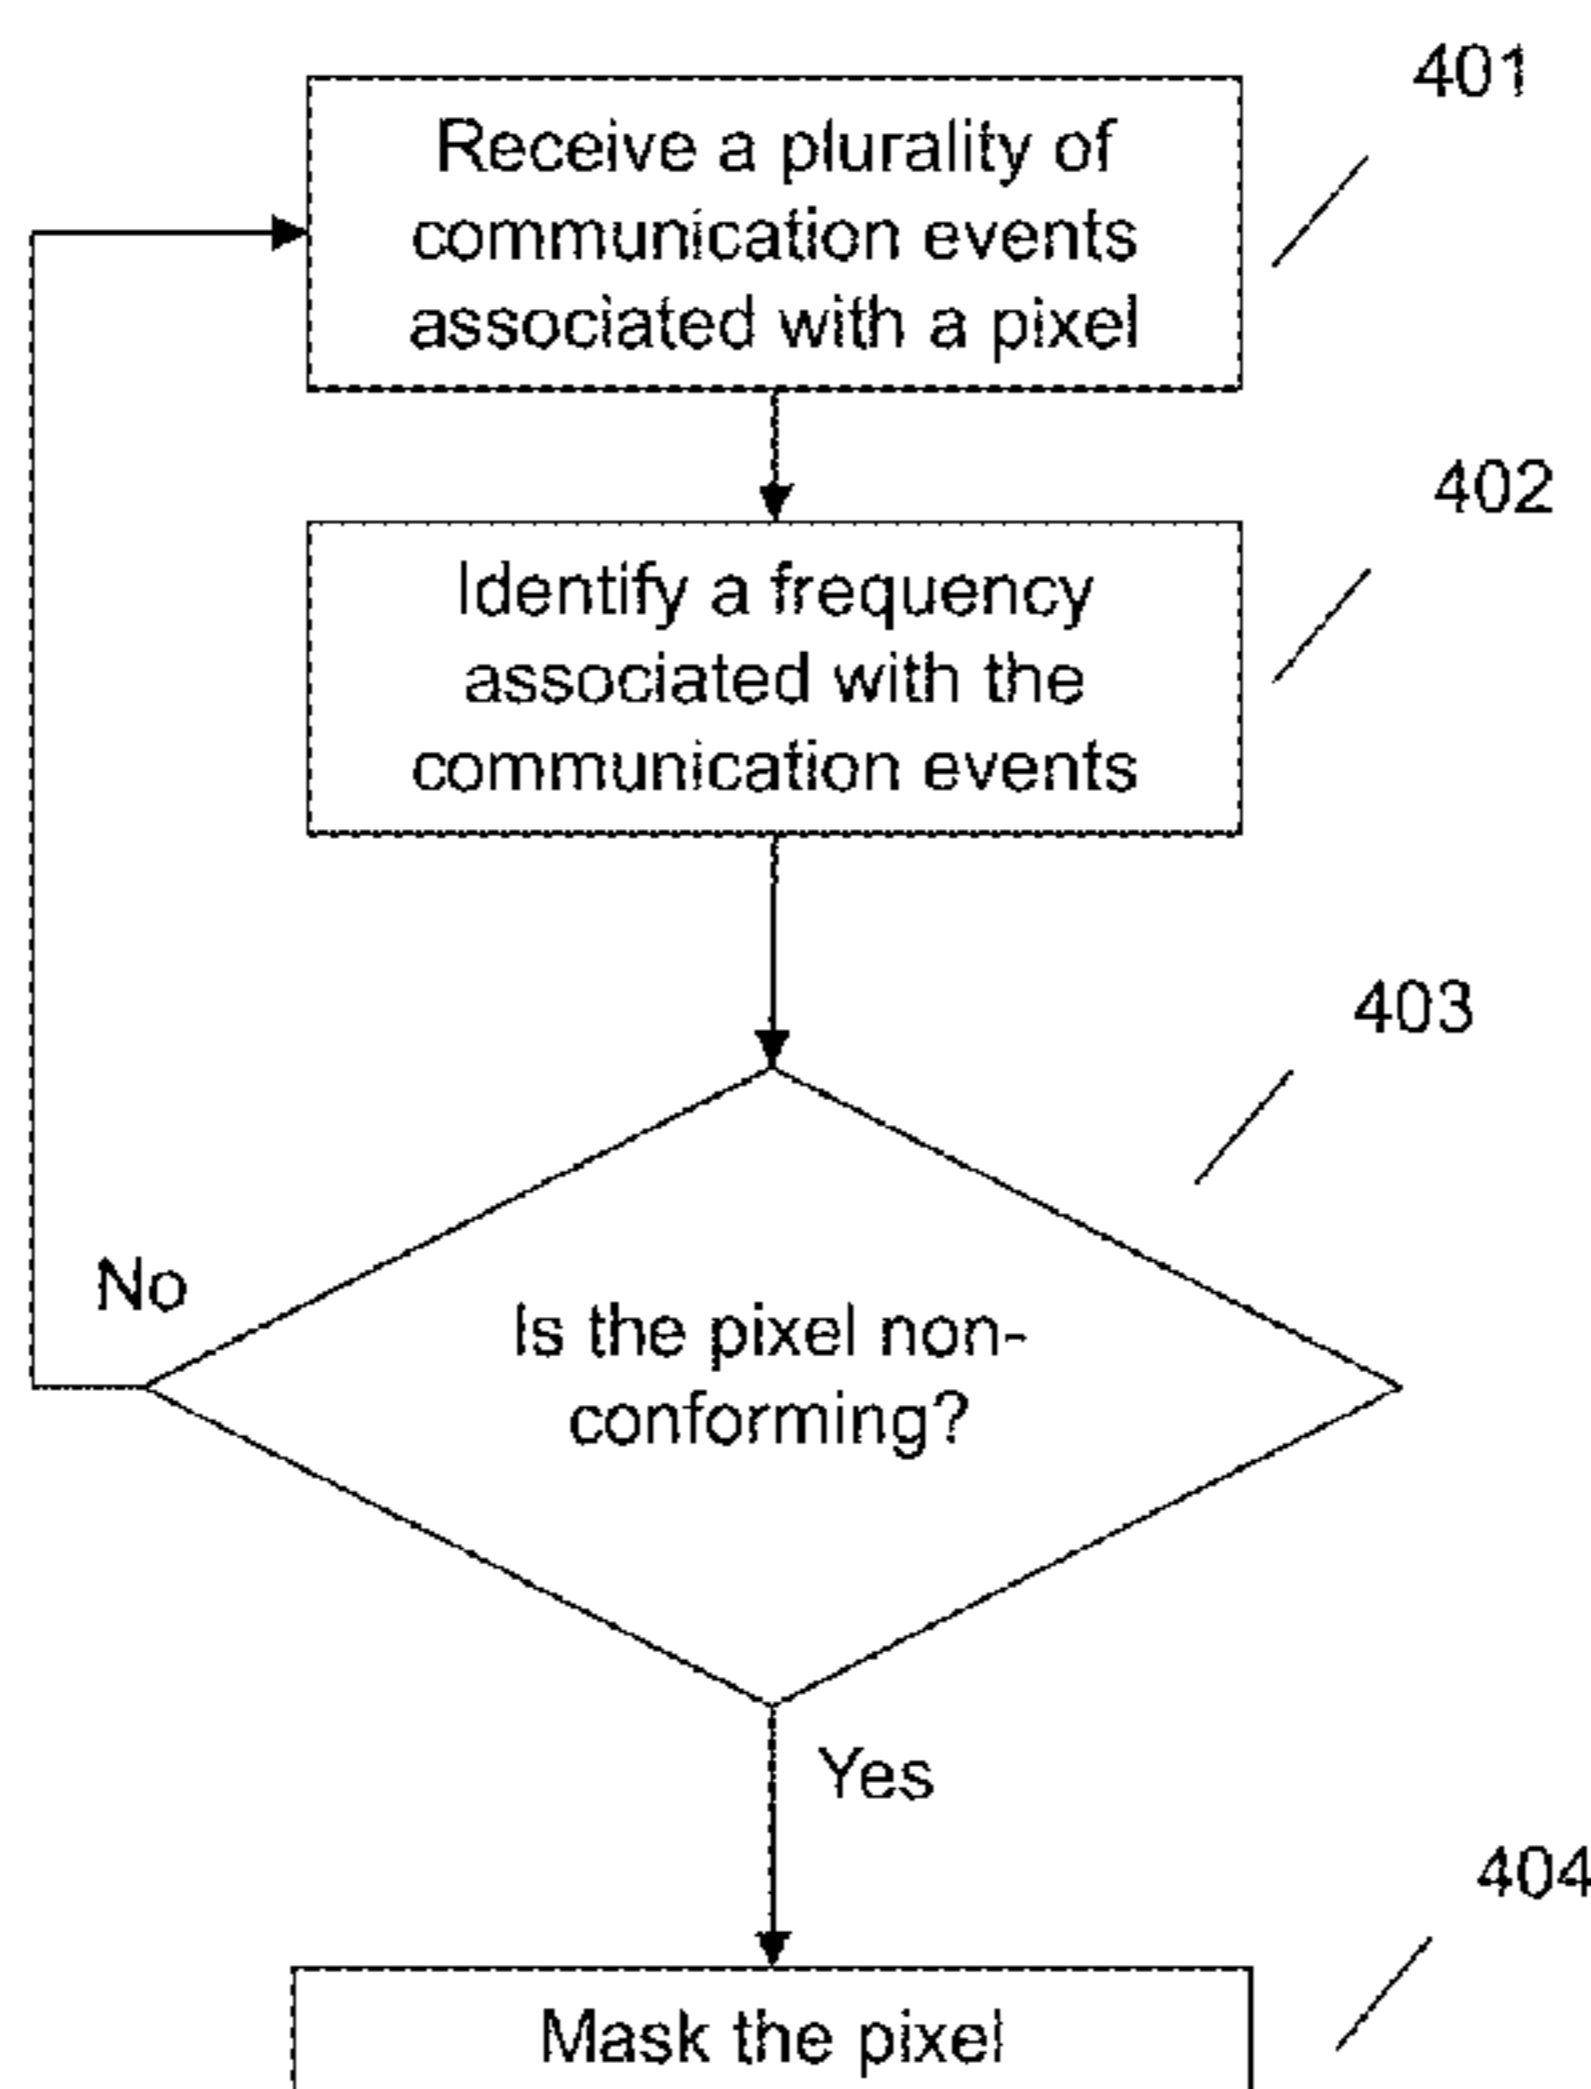 401
Receive a plurality of
communication events
associated with a pixel
402
Identify a frequency
associated with the
communication events
403
No
Is the pixel non-
conforming?
Yes
404
Mask the pixel